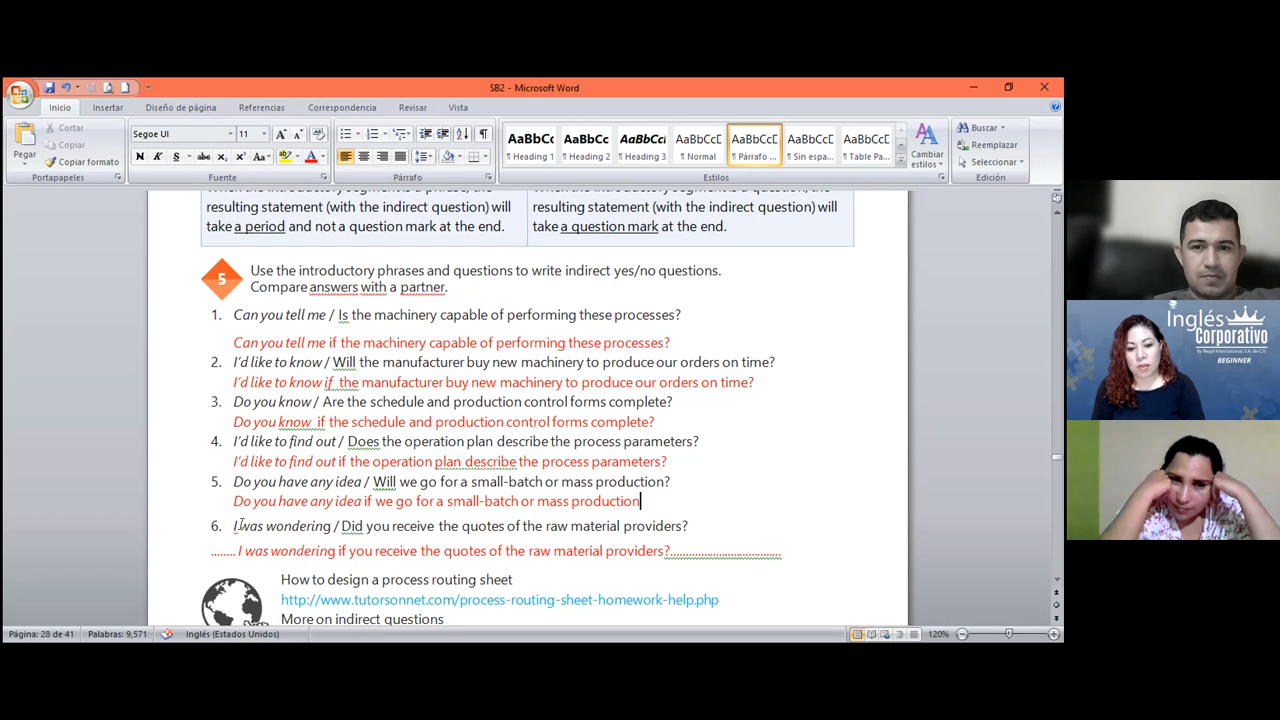 SB2 - Microsoft Word
Inicio Insertar Diseño de página Referencias Correspondencia Revisar Vista
Cortar
Copiar
Copiar formato
Pegar
Portapapeles
Segoe UI 11
N K S abc x₂ x² Aa A
Fuente
Párrafo
AaBbCc AaBbCc AaBbCcI AaBbCcD AaBbCcD AaBbCcD AaBbCcD
¶ Heading 1 ¶ Heading 2 ¶ Heading 3 ¶ Normal ¶ Párrafo ... ¶ Sin espa... ¶ Table Pa...
Estilos
Cambiar estilos
Buscar
Reemplazar
Seleccionar
Edición
resulting statement (with the indirect question) will
take a period and not a question mark at the end.
resulting statement (with the indirect question) will
take a question mark at the end.
5
Use the introductory phrases and questions to write indirect yes/no questions.
Compare answers with a partner.
1. Can you tell me / Is the machinery capable of performing these processes?
Can you tell me if the machinery capable of performing these processes?
2. I'd like to know / Will the manufacturer buy new machinery to produce our orders on time?
I'd like to know if the manufacturer buy new machinery to produce our orders on time?
3. Do you know / Are the schedule and production control forms complete?
Do you know if the schedule and production control forms complete?
4. I'd like to find out / Does the operation plan describe the process parameters?
I'd like to find out if the operation plan describe the process parameters?
5. Do you have any idea / Will we go for a small-batch or mass production?
Do you have any idea if we go for a small-batch or mass production
6. I was wondering / Did you receive the quotes of the raw material providers?
........ I was wondering if you receive the quotes of the raw material providers?....................................
How to design a process routing sheet
http://www.tutorsonnet.com/process-routing-sheet-homework-help.php
More on indirect questions
Página: 28 de 41 Palabras: 9,571 Inglés (Estados Unidos) 120%
Inglés
Corporativo
By Regal International, S.A. de C.V.
BEGINNER